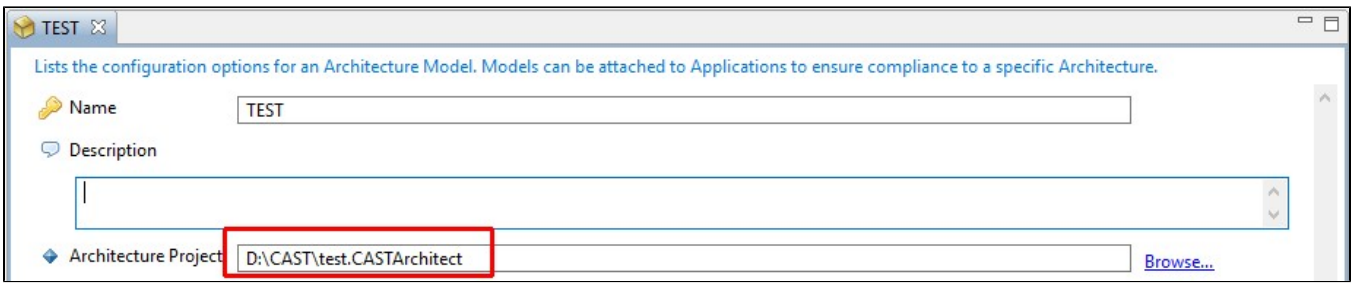 TEST
Lists the configuration options for an Architecture Model. Models can be attached to Applications to ensure compliance to a specific Architecture.
Name TEST
Description
Architecture Project D:\CAST\test.CASTArchitect Browse...